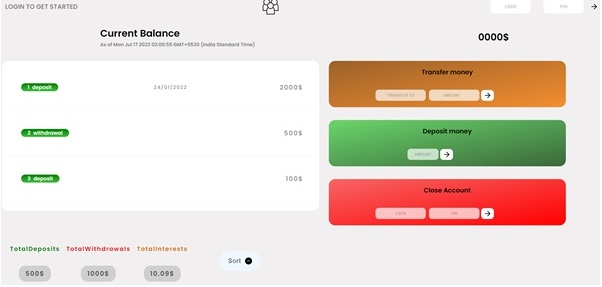 LOGIN TO GET STARTED
USER
PIN
Current Balance
As of Mon Jul 17 2023 02:00:55 GMT+0530 (India Standard Time)
0000$
1 deposit 24/01/2022 2000$
2 withdrawal 500$
3 deposit 100$
Transfer money
TRANSFER TO AMOUNT
Deposit money
AMOUNT
Close Account
USER PIN
TotalDeposits TotalWithdrawals TotalInterests
500$ 1000$ 10.09$
Sort